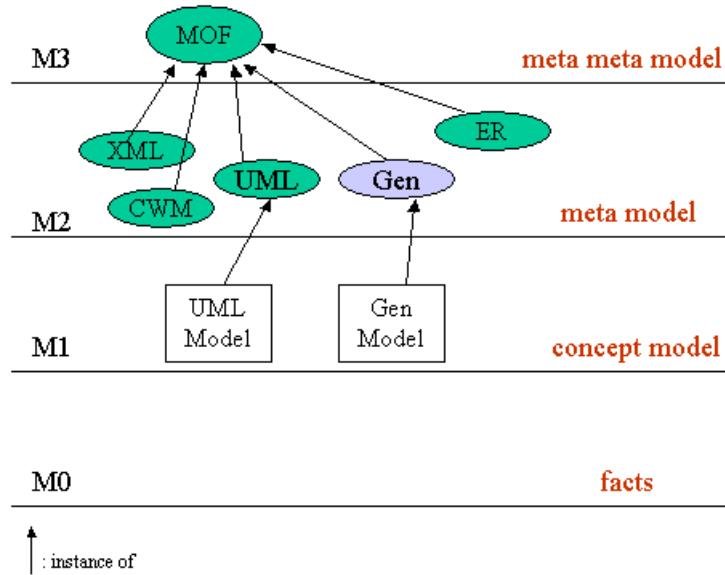 MOF
M3
meta meta model
ER
XML
UML
Gen
CWM
M2
meta model
UML
Model
Gen
Model
M1
concept model
M0
facts
: instance of